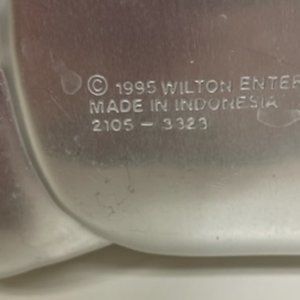 © 1995 WILTON ENTER
MADE IN INDONESIA
2105 - 3323